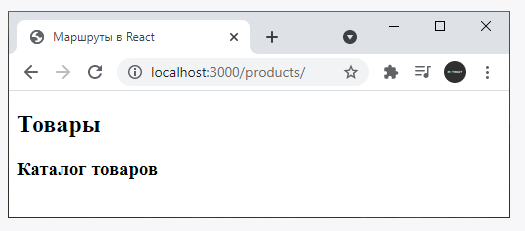 Маршруты в React
localhost:3000/products/
Товары
Каталог товаров